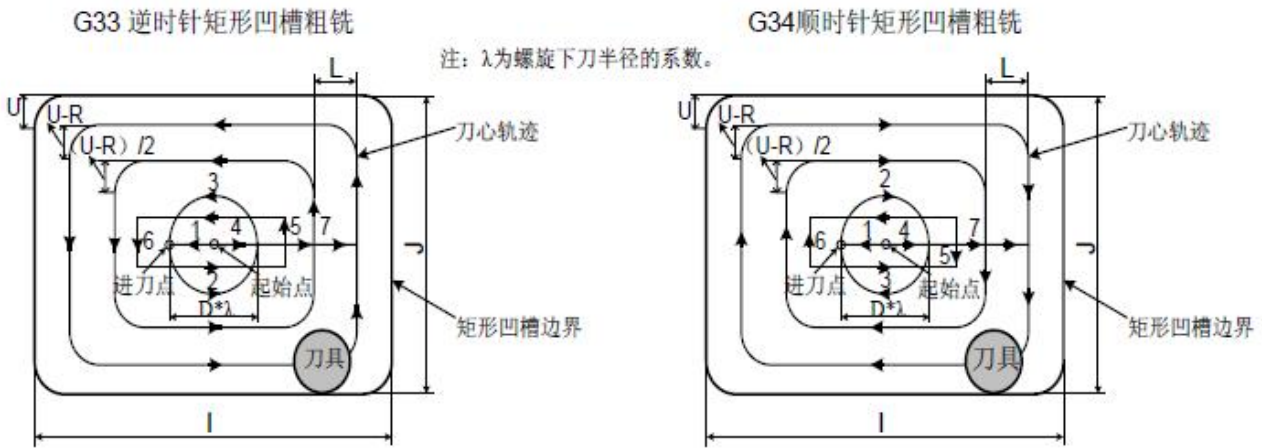 G33 逆时针矩形凹槽粗铣
G34顺时针矩形凹槽粗铣
注：λ为螺旋下刀半径的系数。
L
U
U-R
(U-R）/2
刀心轨迹
3
1
4
5
7
6
2
进刀点
起始点
D*λ
J
矩形凹槽边界
刀具
I
L
U
U-R
(U-R）/2
刀心轨迹
2
1
4
7
6
5
3
进刀点
起始点
D*λ
J
矩形凹槽边界
刀具
I